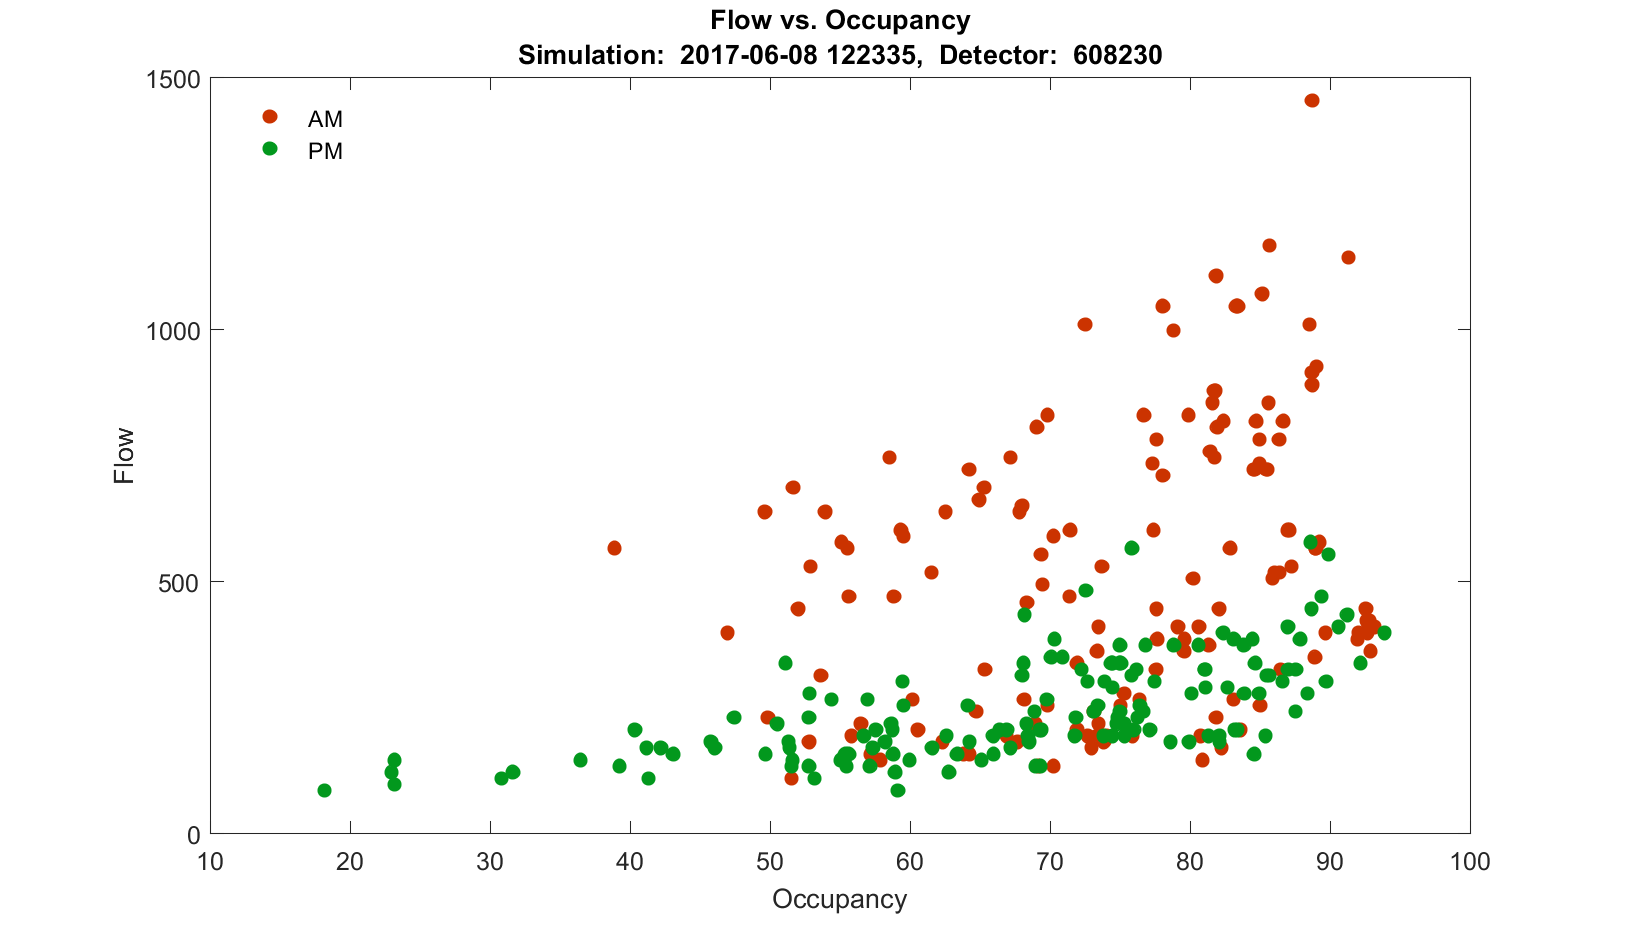 Flow vs. Occupancy
Simulation:  2017-06-08 122335,  Detector:  608230
1500
AM
PM
1000
Flow
500
0
10 20 30 40 50 60 70 80 90 100
Occupancy